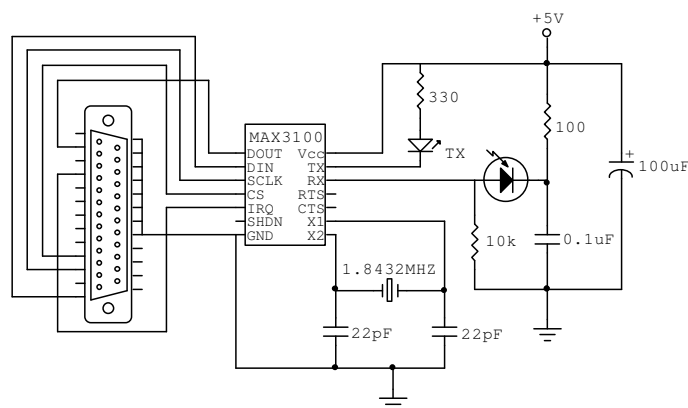 +5V
330
100
+
100uF
TX
MAX3100
DOUT Vcc
DIN TX
SCLK RX
CS RTS
IRQ CTS
SHDN X1
GND X2
10k
0.1uF
1.8432MHZ
22pF
22pF